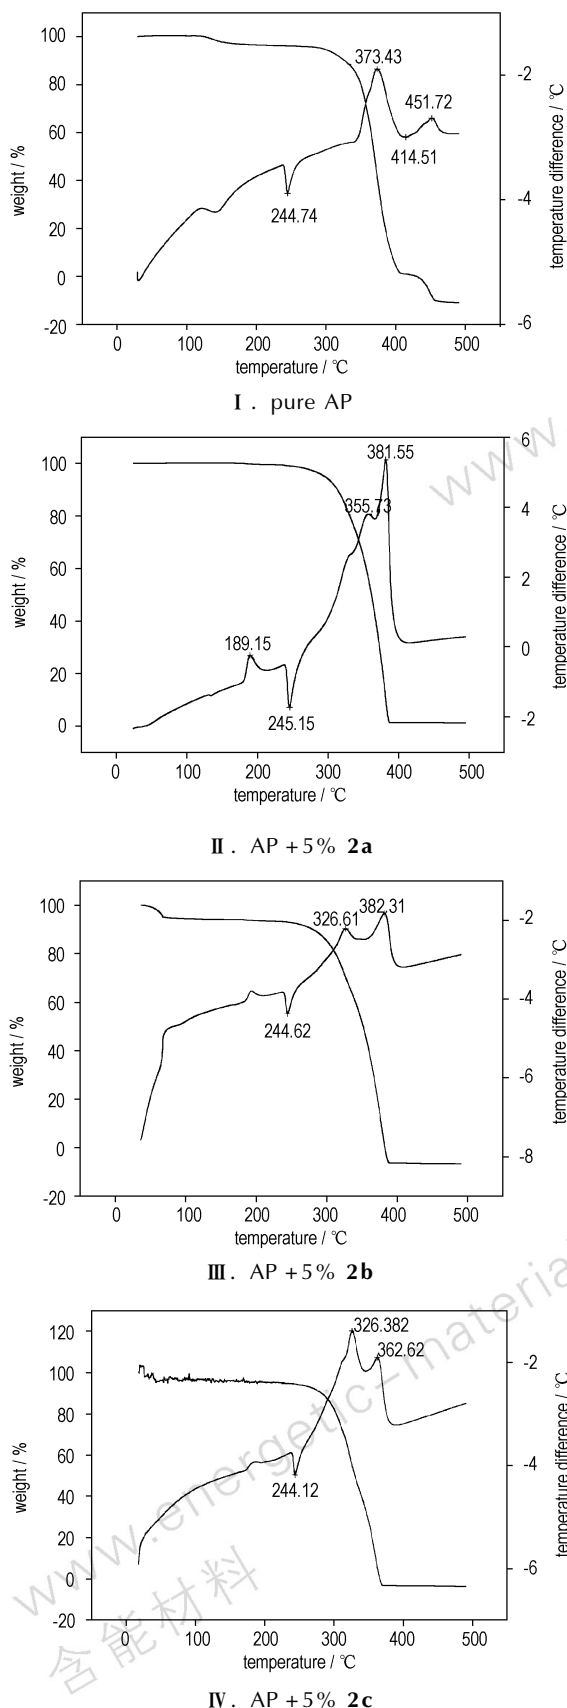 373.43
451.72
414.51
244.74
100
80
60
40
20
0
-20
-2
-4
-6
weight / %
temperature difference / ℃
0 100 200 300 400 500
temperature / ℃
Ⅰ. pure AP
www
381.55
355.73
189.15
245.15
100
80
60
40
20
0
6
4
2
0
-2
weight / %
temperature difference / ℃
0 100 200 300 400 500
temperature / ℃
Ⅱ. AP + 5% 2a
326.61
382.31
244.62
100
80
60
40
20
0
-20
-2
-4
-6
-8
weight / %
temperature difference / ℃
0 100 200 300 400 500
temperature / ℃
Ⅲ. AP + 5% 2b
326.382
362.62
244.12
120
100
80
60
40
20
0
-20
-2
-4
-6
weight / %
temperature difference / ℃
0 100 200 300 400 500
temperature / ℃
www.energetic-material
含能材料
Ⅳ. AP + 5% 2c